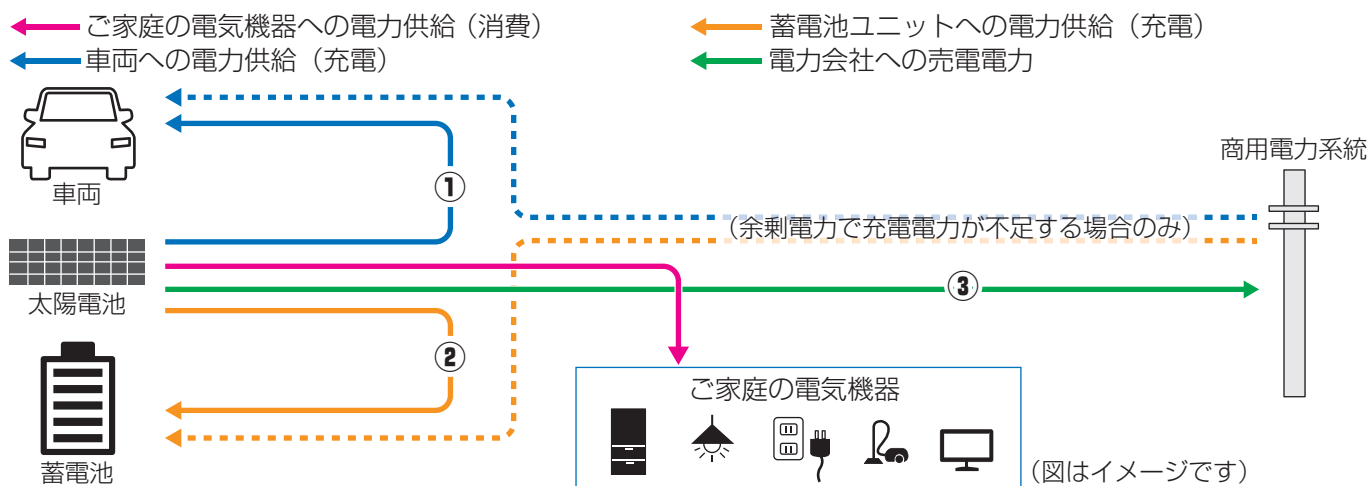 ご家庭の電気機器への電力供給（消費）
蓄電池ユニットへの電力供給（充電）
車両への電力供給（充電）
電力会社への売電電力
商用電力系統
車両
①
（余剰電力で充電電力が不足する場合のみ）
太陽電池
③
②
ご家庭の電気機器
蓄電池
（図はイメージです）